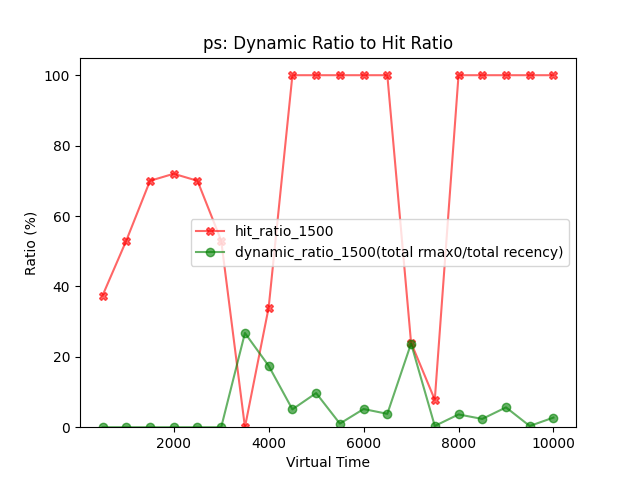 ps: Dynamic Ratio to Hit Ratio
100
80
60
40
20
0
Ratio (%)
hit_ratio_1500
dynamic_ratio_1500(total rmax0/total recency)
2000 4000 6000 8000 10000
Virtual Time